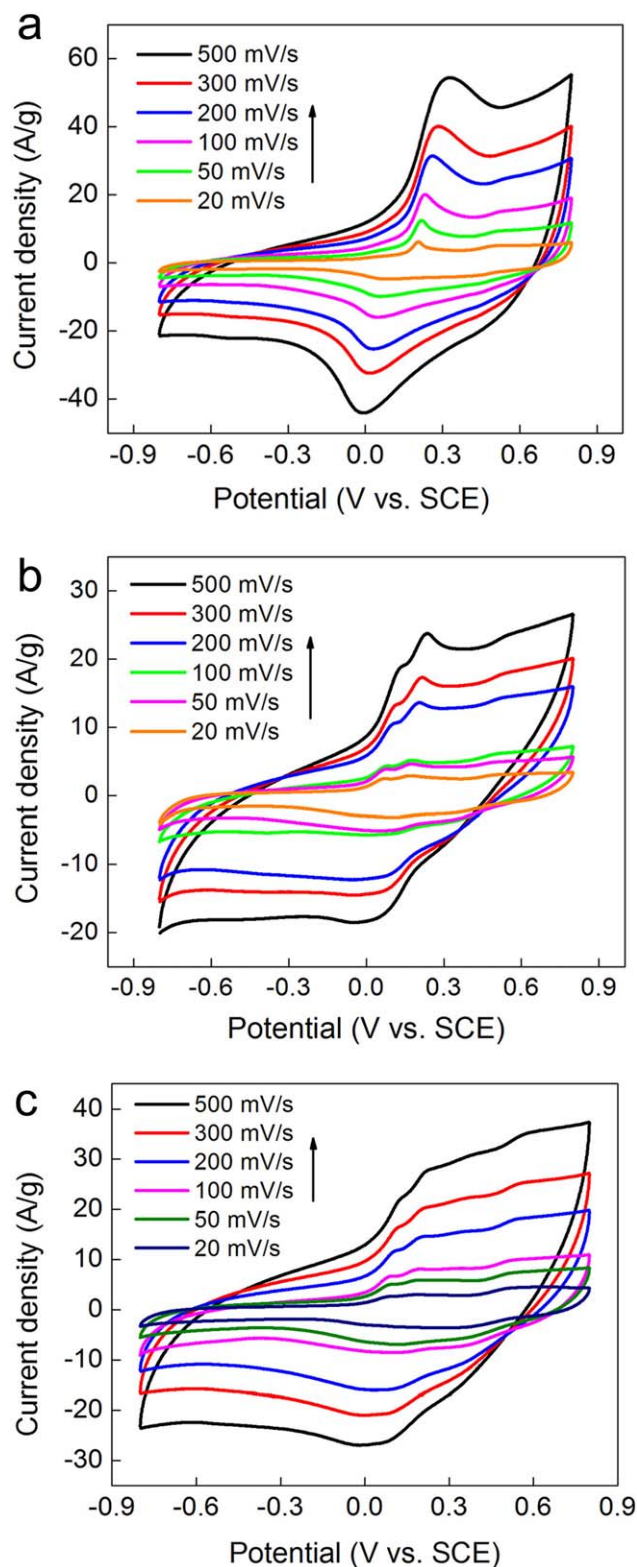 a
500 mV/s
300 mV/s
200 mV/s
100 mV/s
50 mV/s
20 mV/s
60
40
20
0
-20
-40
Current density (A/g)
-0.9 -0.6 -0.3 0.0 0.3 0.6 0.9
Potential (V vs. SCE)
b
500 mV/s
300 mV/s
200 mV/s
100 mV/s
50 mV/s
20 mV/s
30
20
10
0
-10
-20
Current density (A/g)
-0.9 -0.6 -0.3 0.0 0.3 0.6 0.9
Potential (V vs. SCE)
c
500 mV/s
300 mV/s
200 mV/s
100 mV/s
50 mV/s
20 mV/s
40
30
20
10
0
-10
-20
-30
Current density (A/g)
-0.9 -0.6 -0.3 0.0 0.3 0.6 0.9
Potential (V vs. SCE)